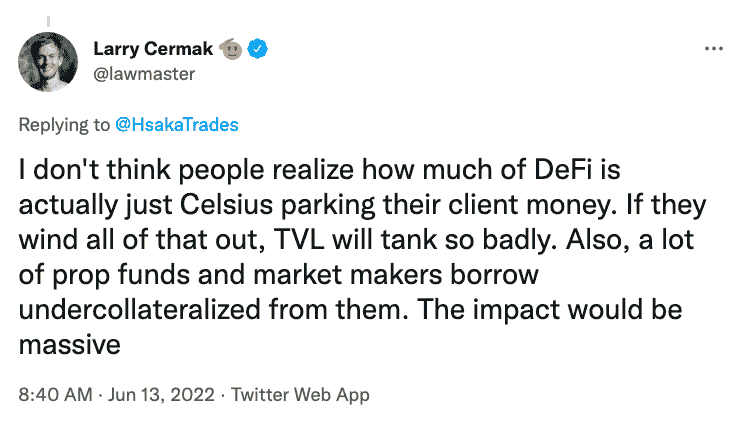 Larry Cermak
@lawmaster
Replying to @HsakaTrades
I don't think people realize how much of DeFi is
actually just Celsius parking their client money. If they
wind all of that out, TVL will tank so badly. Also, a lot
of prop funds and market makers borrow
undercollateralized from them. The impact would be
massive
8:40 AM · Jun 13, 2022 · Twitter Web App